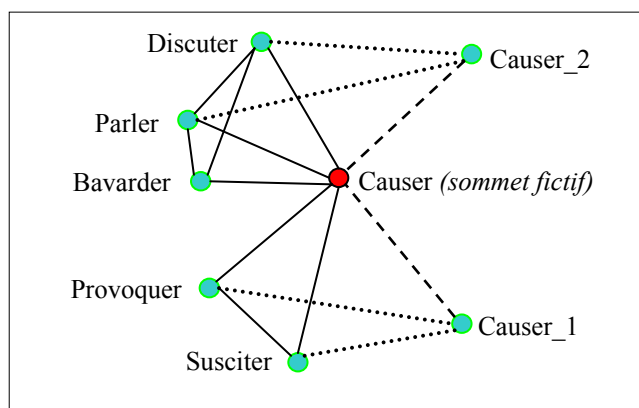 Discuter
Causer_2
Parler
Bavarder
Causer (sommet fictif)
Provoquer
Causer_1
Susciter